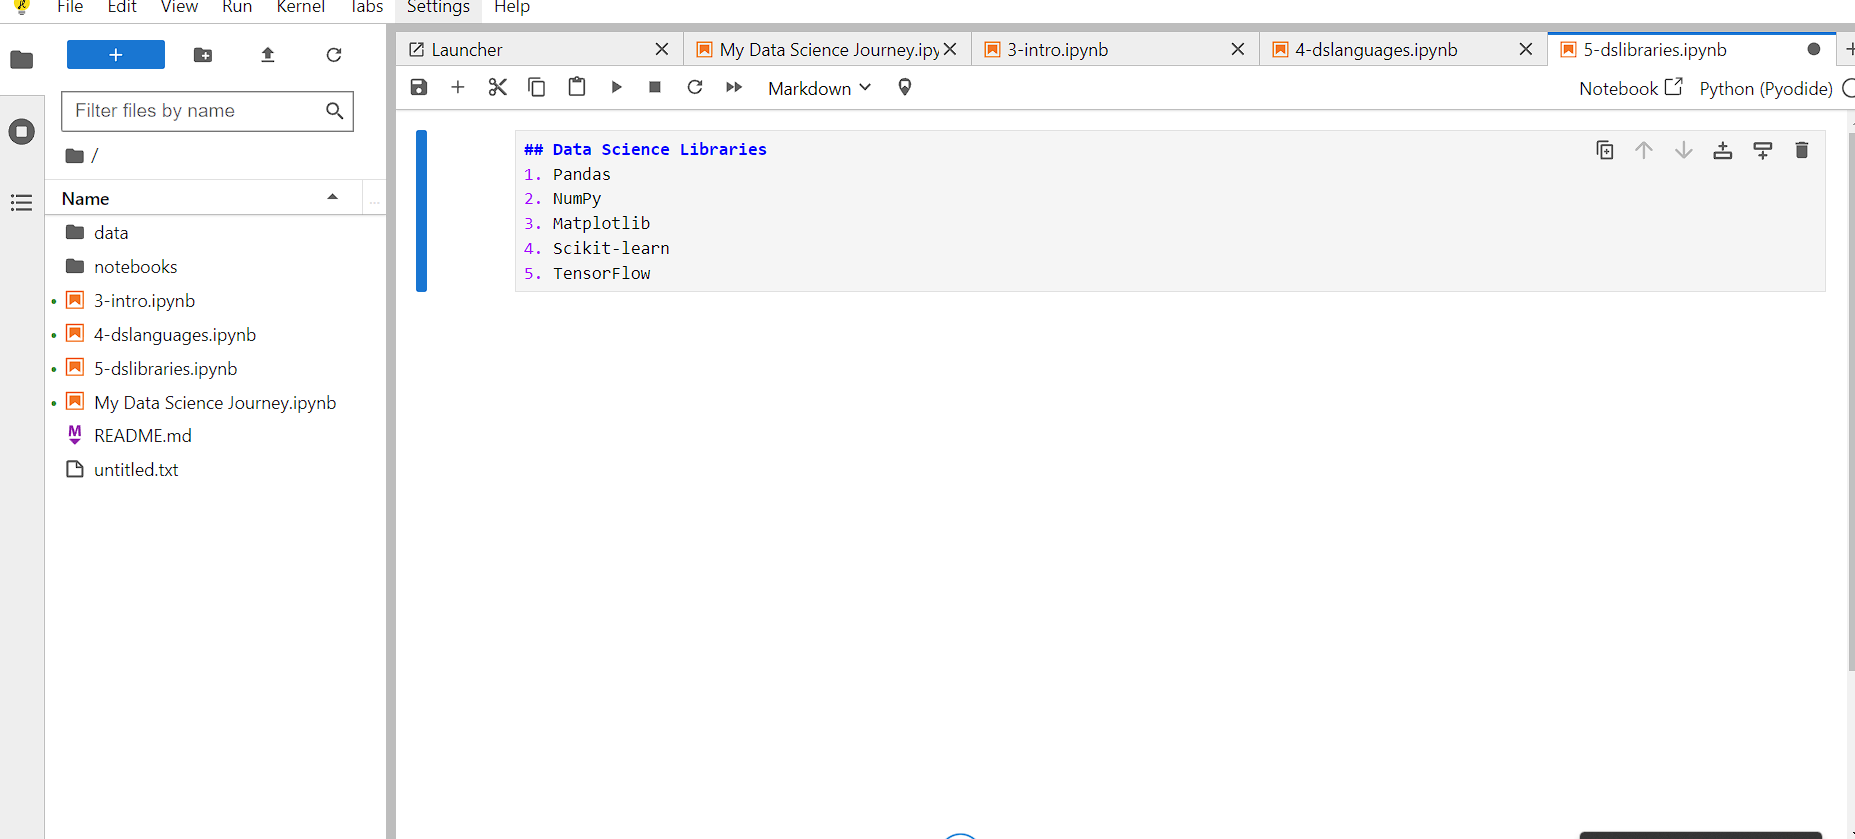 File Edit View Run Kernel Tabs Settings Help
Launcher
My Data Science Journey.ipy
3-intro.ipynb
4-dslanguages.ipynb
5-dslibraries.ipynb
Markdown
Notebook
Python (Pyodide)
Filter files by name
/
Name
data
notebooks
3-intro.ipynb
4-dslanguages.ipynb
5-dslibraries.ipynb
My Data Science Journey.ipynb
README.md
untitled.txt
## Data Science Libraries
1. Pandas
2. NumPy
3. Matplotlib
4. Scikit-learn
5. TensorFlow